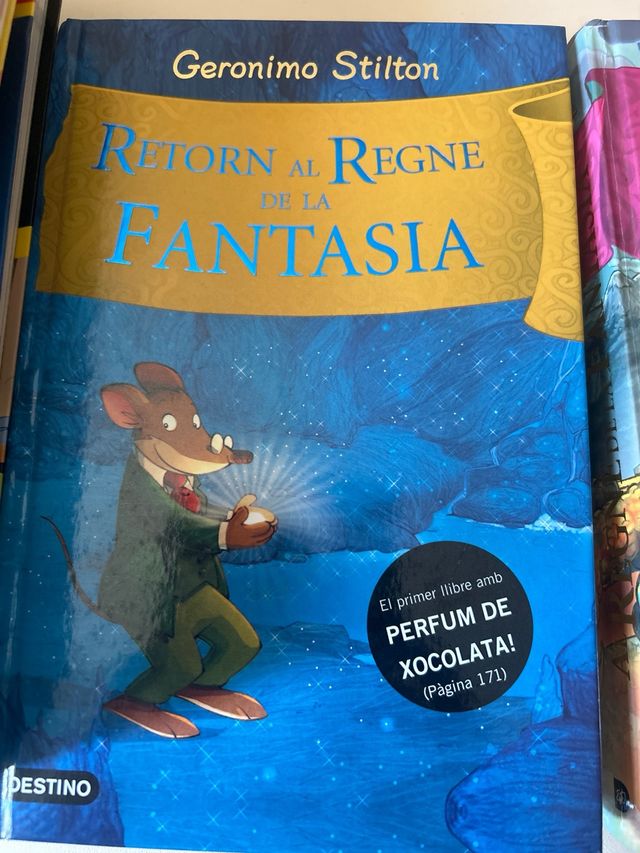 Geronimo Stilton
RETORN AL REGNE
DE LA
FANTASIA
El primer llibre amb
PERFUM DE
XOCOLATA!
(Pàgina 171)
DESTINO